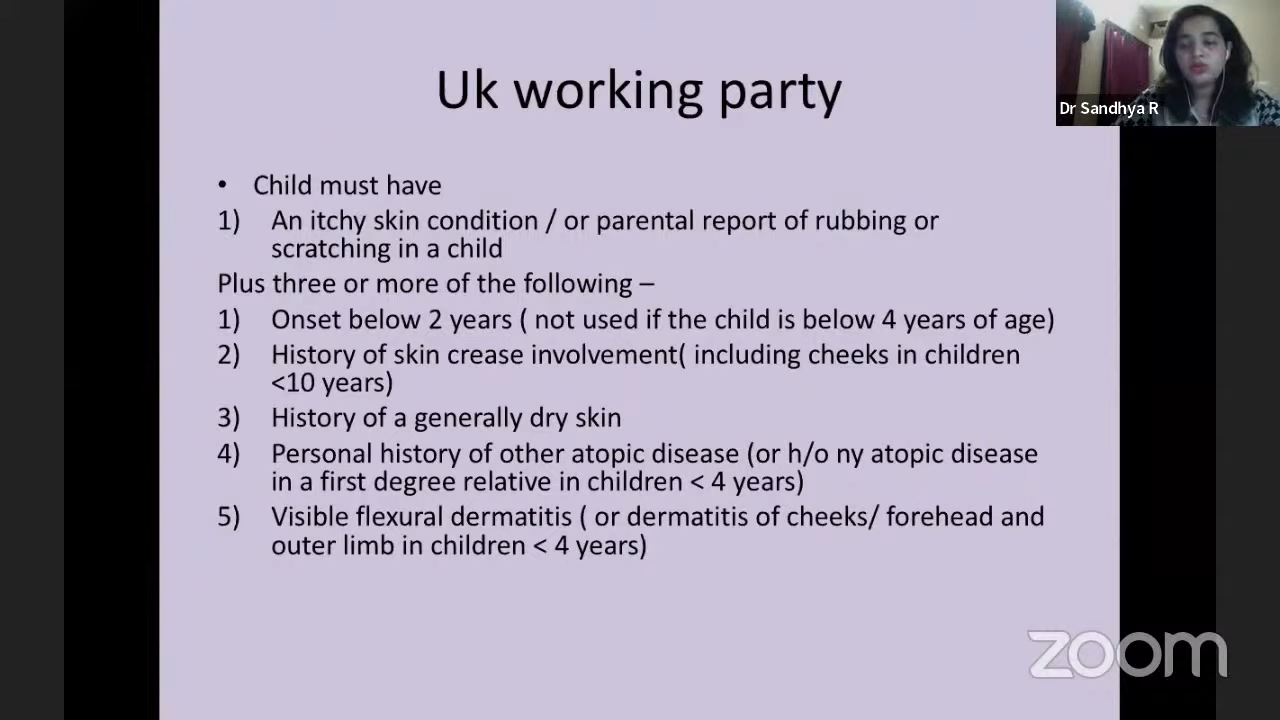 Uk working party
Dr Sandhya R
• Child must have
1) An itchy skin condition / or parental report of rubbing or
scratching in a child
Plus three or more of the following –
1) Onset below 2 years ( not used if the child is below 4 years of age)
2) History of skin crease involvement( including cheeks in children
<10 years)
3) History of a generally dry skin
4) Personal history of other atopic disease (or h/o ny atopic disease
in a first degree relative in children < 4 years)
5) Visible flexural dermatitis ( or dermatitis of cheeks/ forehead and
outer limb in children < 4 years)
zoom